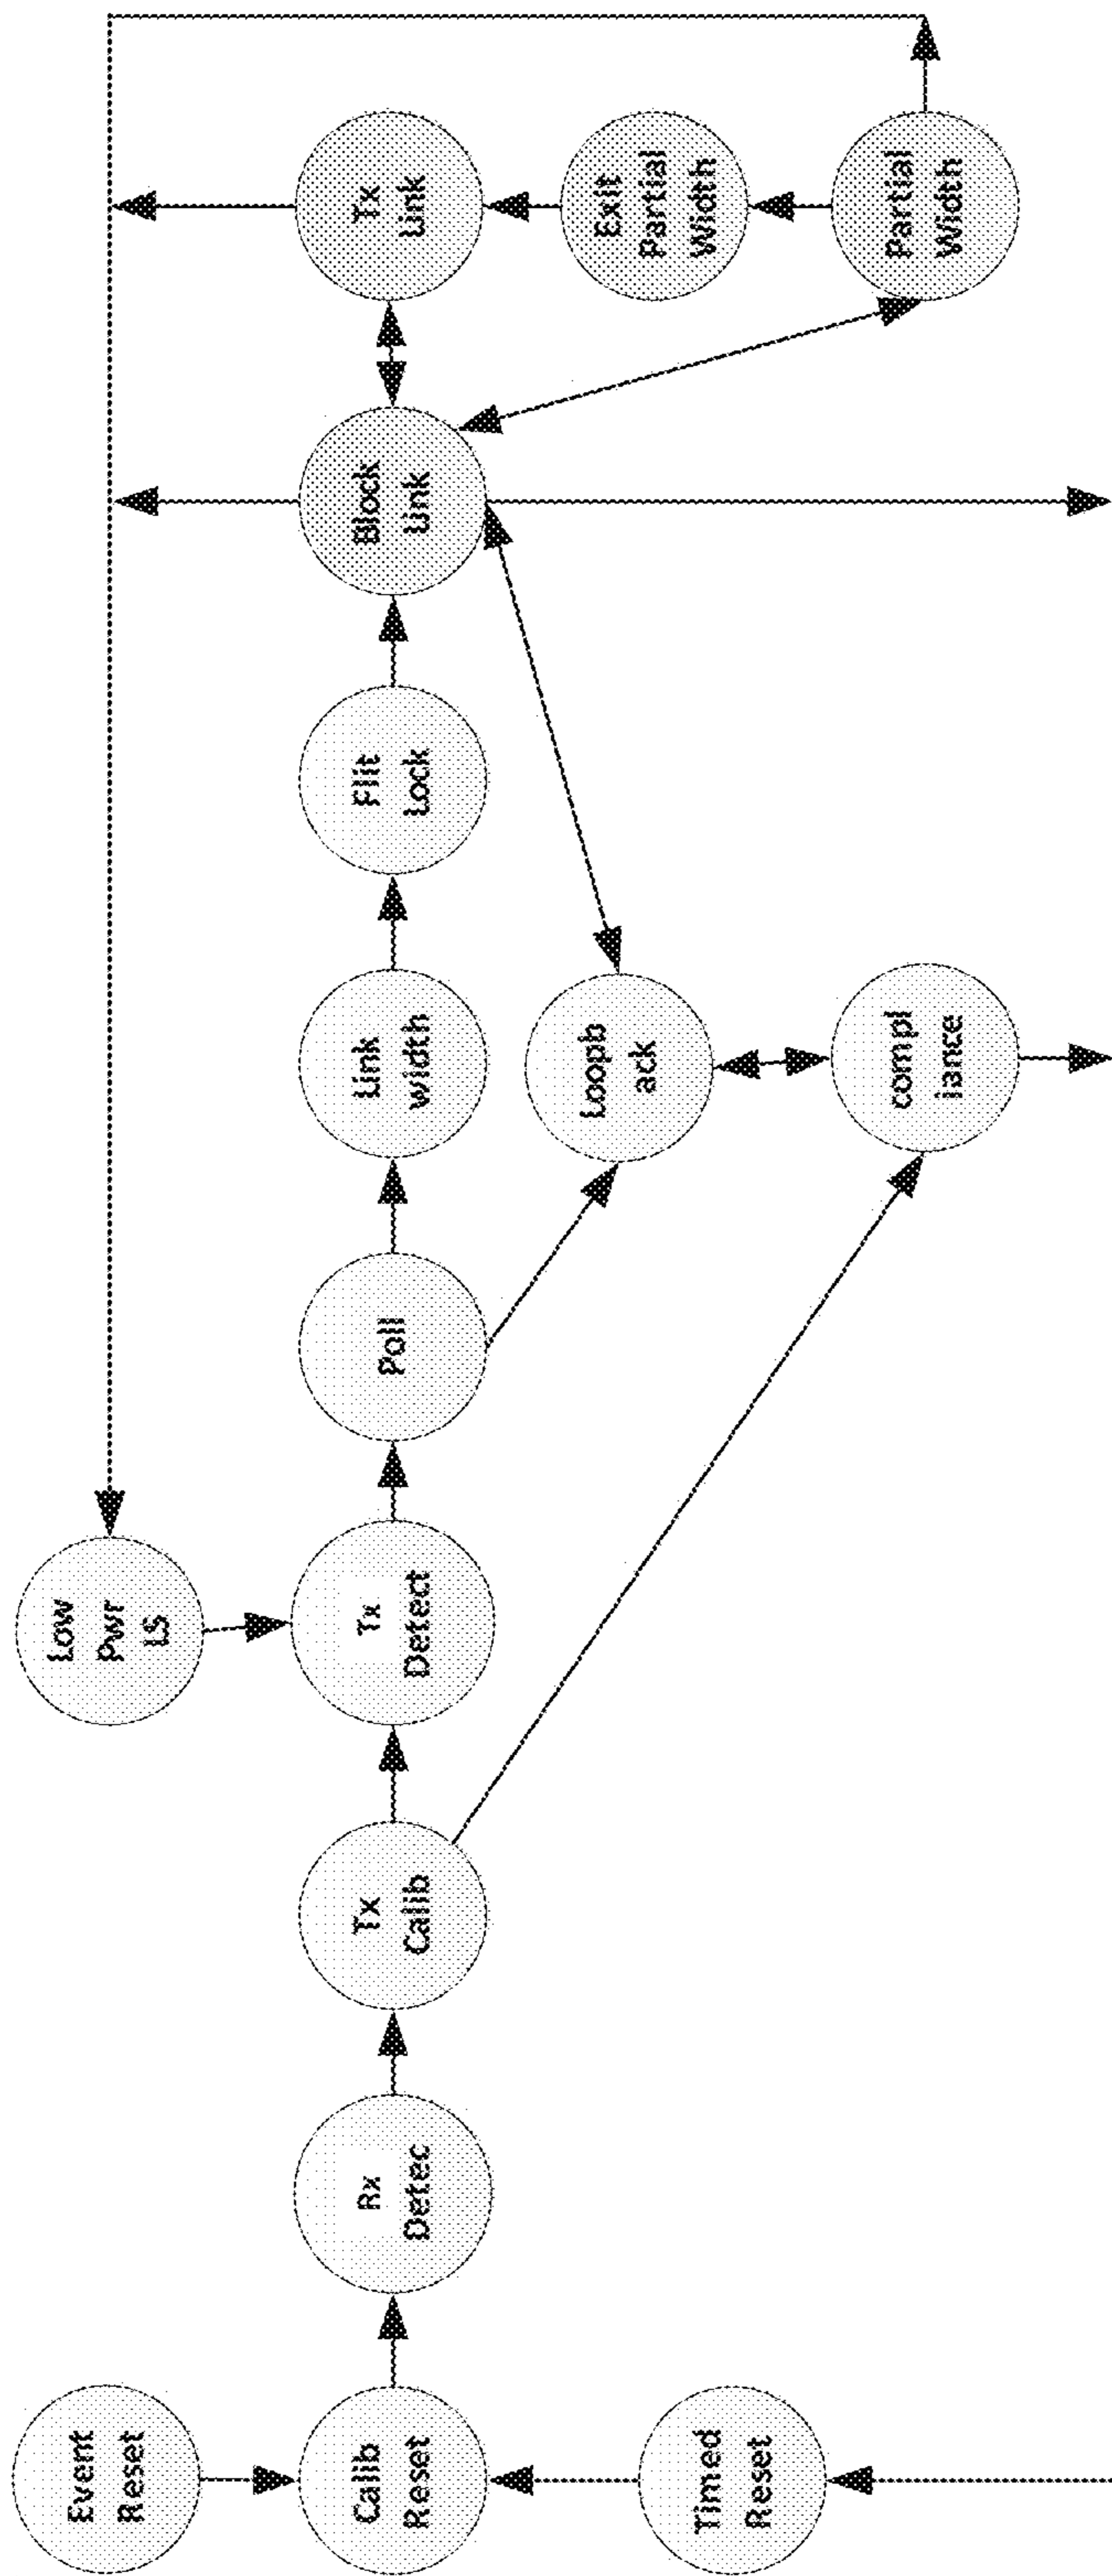 Event
Reset
Calib
Reset
Timed
Reset
Rx
Detec
Tx
Calib
Low
Pwr
LS
Tx
Detect
Poll
Link
width
Loopb
ack
compl
iance
Flit
Lock
Block
Link
Tx
Link
Exit
Partial
Width
Partial
Width